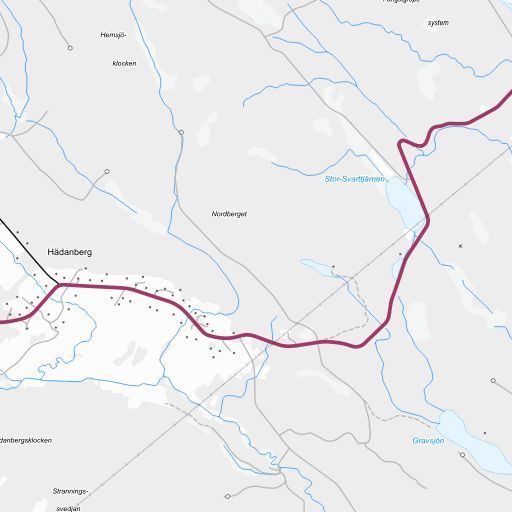 system
Hemsjö-
klocken
Stor-Svarttjärnen
Nordberget
Hädanberg
Gravsjön
danbergsklocken
Strannings-
svedjan